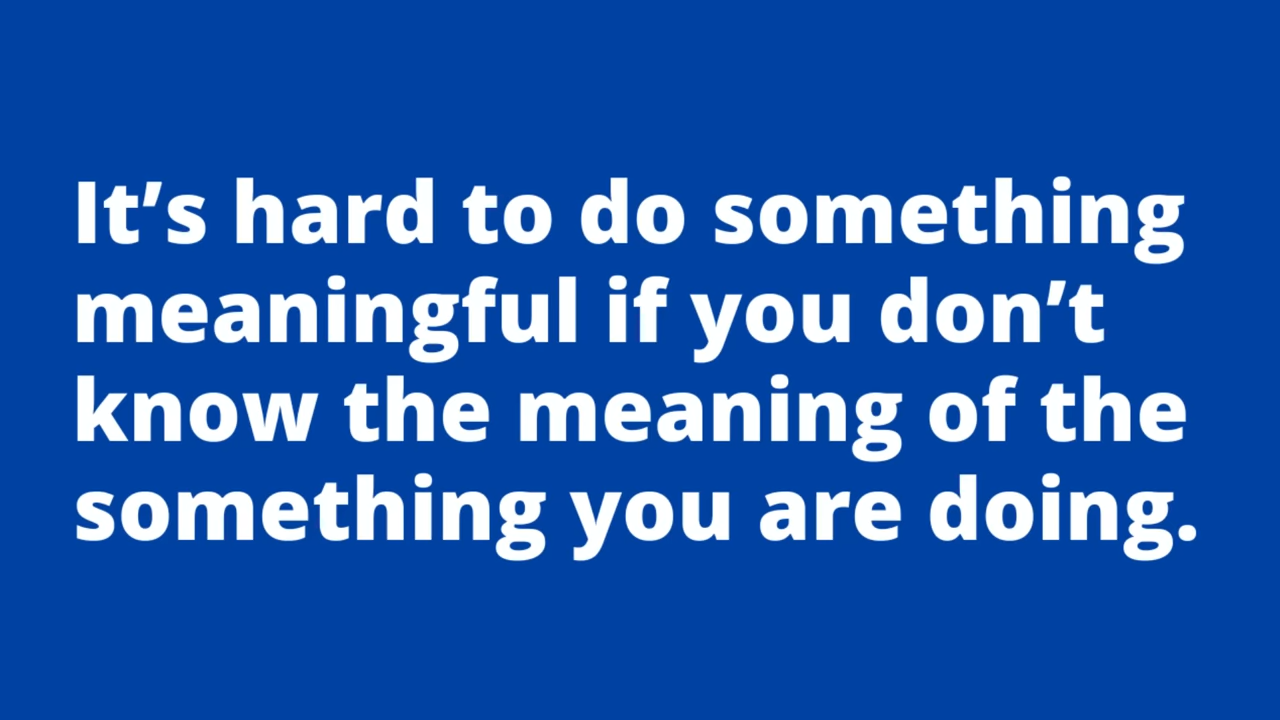 It’s hard to do something
meaningful if you don’t
know the meaning of the
something you are doing.